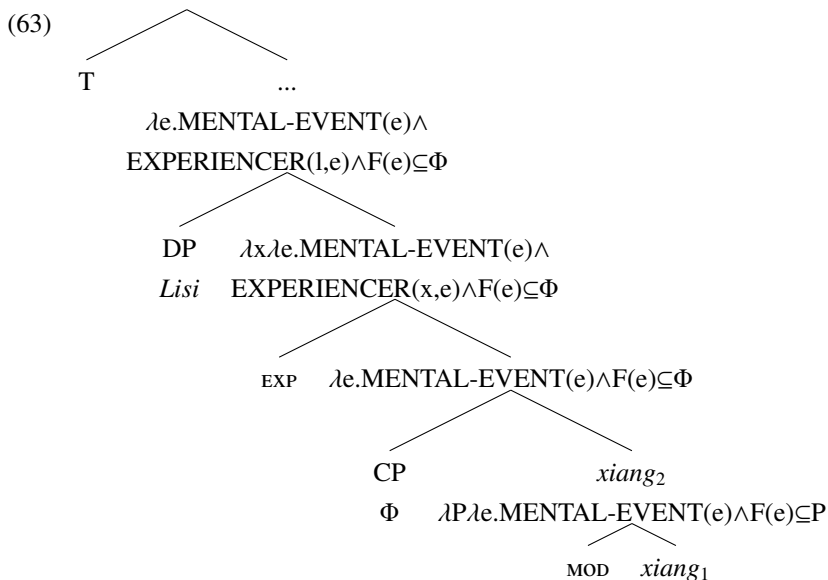 (63)
T ...
λe.MENTAL-EVENT(e)∧
EXPERIENCER(l,e)∧F(e)⊆Φ
DP λxλe.MENTAL-EVENT(e)∧
Lisi EXPERIENCER(x,e)∧F(e)⊆Φ
EXP λe.MENTAL-EVENT(e)∧F(e)⊆Φ
CP xiang₂
Φ λPλe.MENTAL-EVENT(e)∧F(e)⊆P
MOD xiang₁